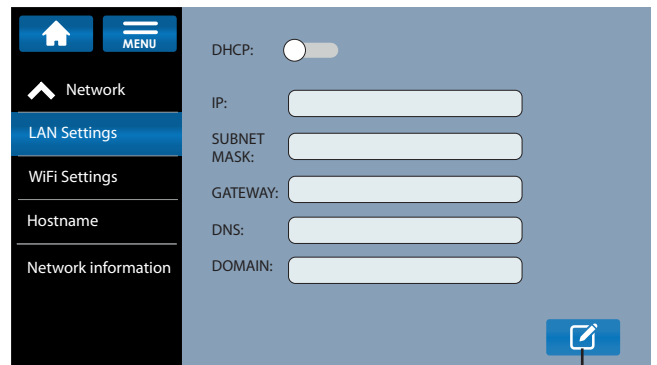 MENU
Network
LAN Settings
WiFi Settings
Hostname
Network information
DHCP:
IP:
SUBNET
MASK:
GATEWAY:
DNS:
DOMAIN: